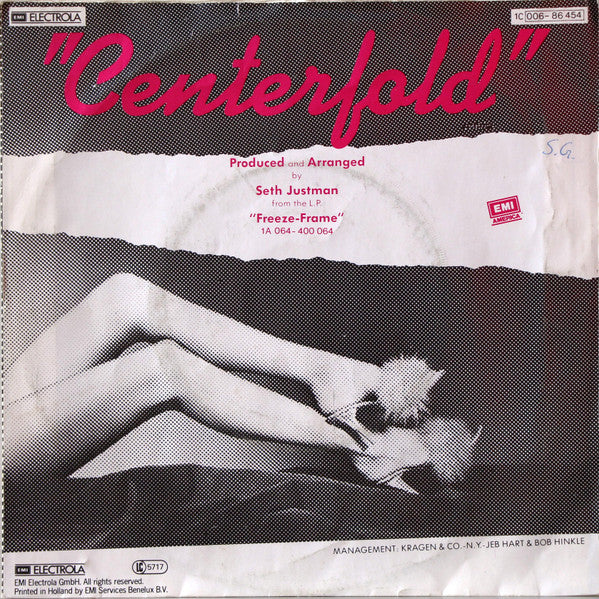 EMI ELECTROLA
1C 006-86 454
"Centerfold"
S.G.
Produced and Arranged
by
Seth Justman
from the L.P.
"Freeze-Frame"
1A 064-400 064
EMI
AMERICA
MANAGEMENT: KRAGEN & CO.-N.Y.-JEB HART & BOB HINKLE
EMI ELECTROLA
LC 5717
EMI Electrola GmbH. All rights reserved.
Printed in Holland by EMI Services Benelux B.V.